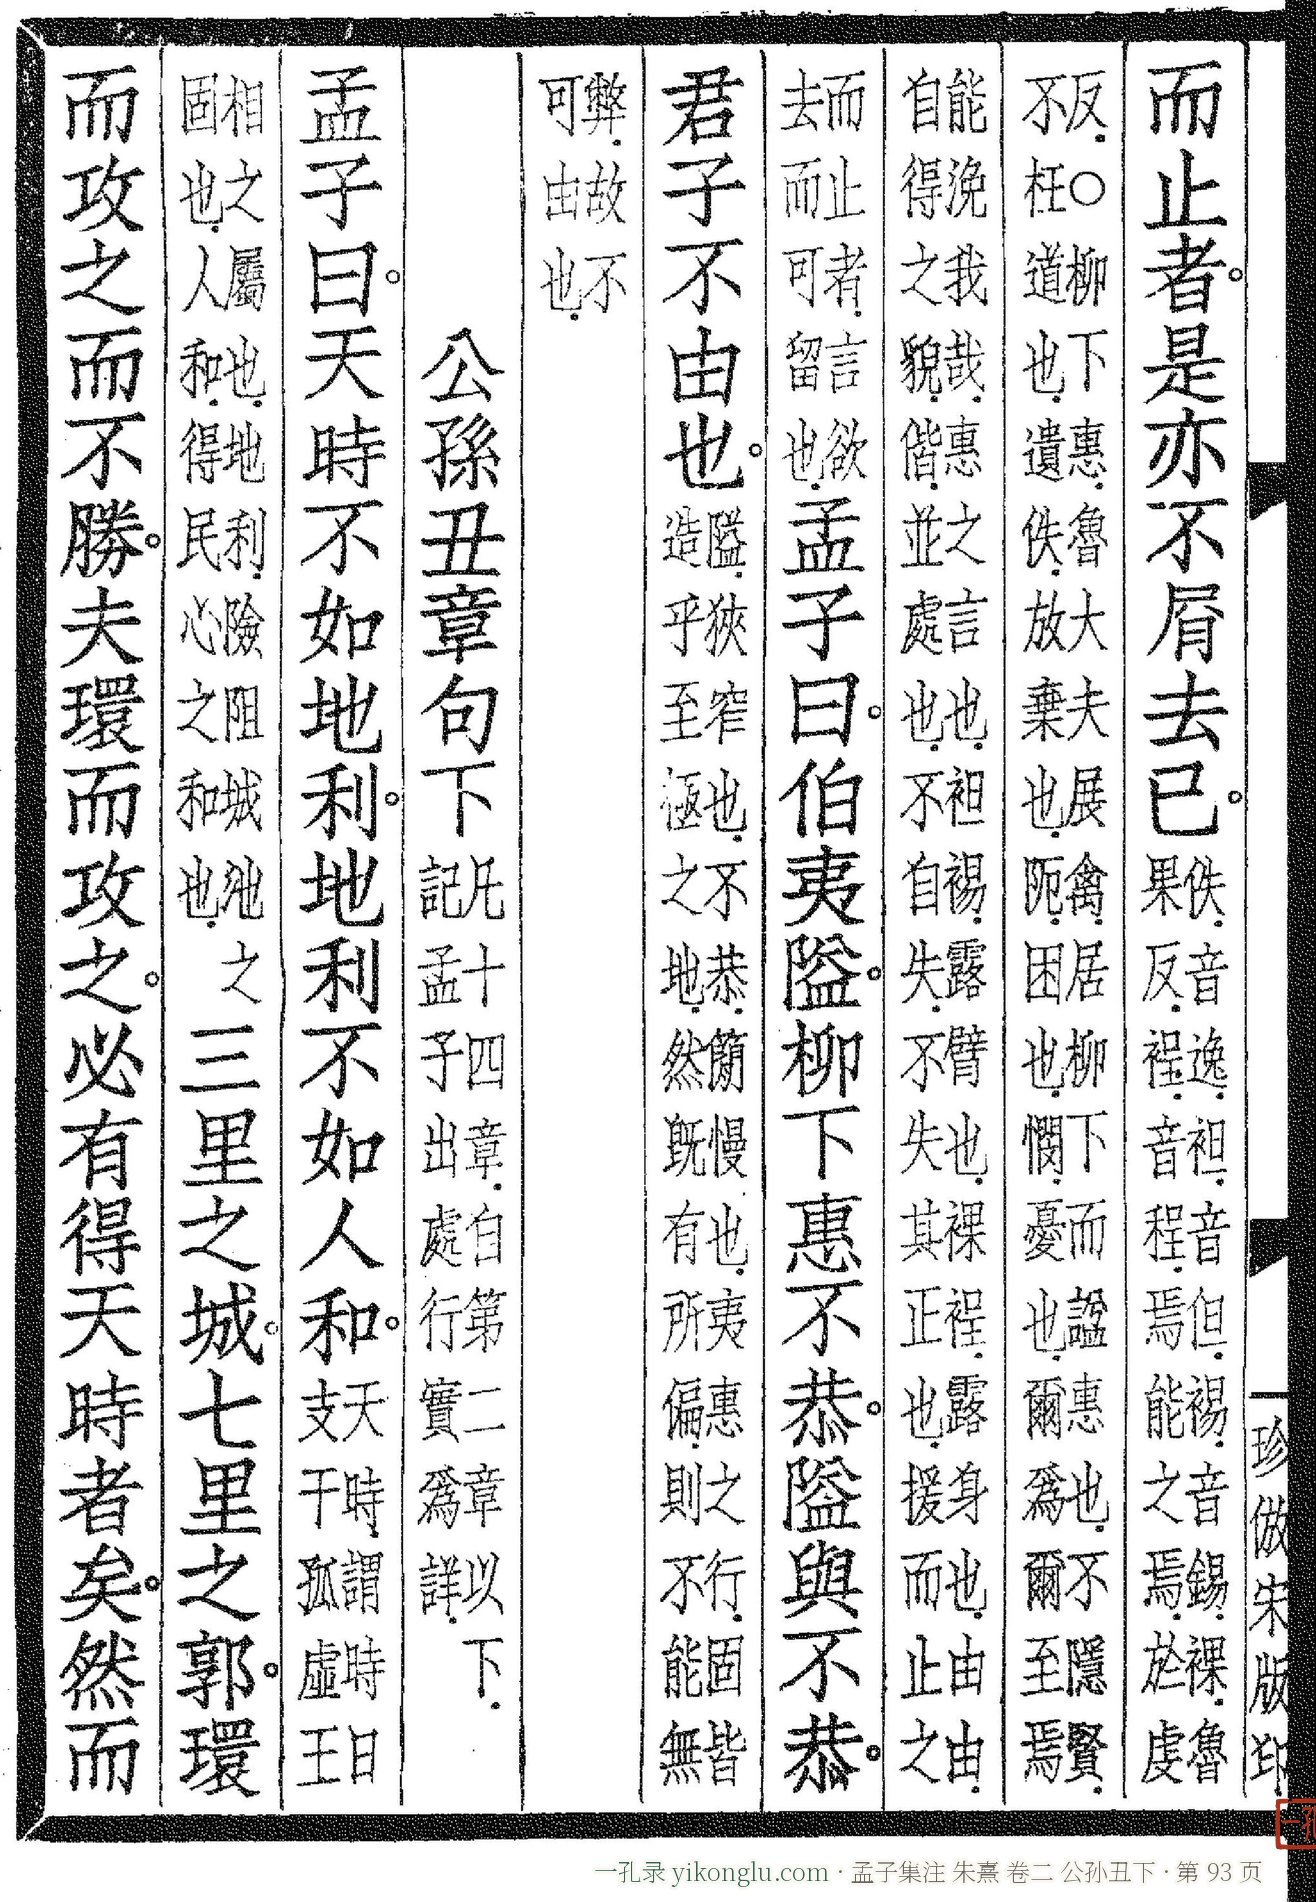 珍倣宋版印
而止者。是亦不屑去已。佚.音逸.袒.音但.裼.音錫.裸.魯果反.裎.音程.焉能之焉.於虔
反.○柳下惠.魯大夫展禽.居柳下而諡惠也.不隱賢.不枉道也.遺佚.放棄也.阨.困也.憫.憂也.爾爲爾至焉
能浼我哉.惠之言也.袒裼.露臂也.裸裎.露身也.由由.自得之貌.偕.並處也.不自失.不失其正也.援而止之
而止者.言欲去而可留也.孟子曰。伯夷隘。柳下惠不恭。隘與不恭。
君子不由也。隘.狹窄也.不恭.簡慢也.夷惠之行.固皆造乎至極之地.然既有所偏.則不能無
弊.故不可由也.
公孫丑章句下凡十四章.自第二章以下.記孟子出處行實爲詳.
孟子曰。天時不如地利。地利不如人和。天時.謂時日支干孤虛王
相之屬也.地利.險阻城池之固也.人和.得民心之和也.三里之城。七里之郭。環
而攻之而不勝。夫環而攻之。必有得天時者矣。然而
一孔录 yikonglu.com · 孟子集注 朱熹 卷二 公孙丑下 · 第 93 页